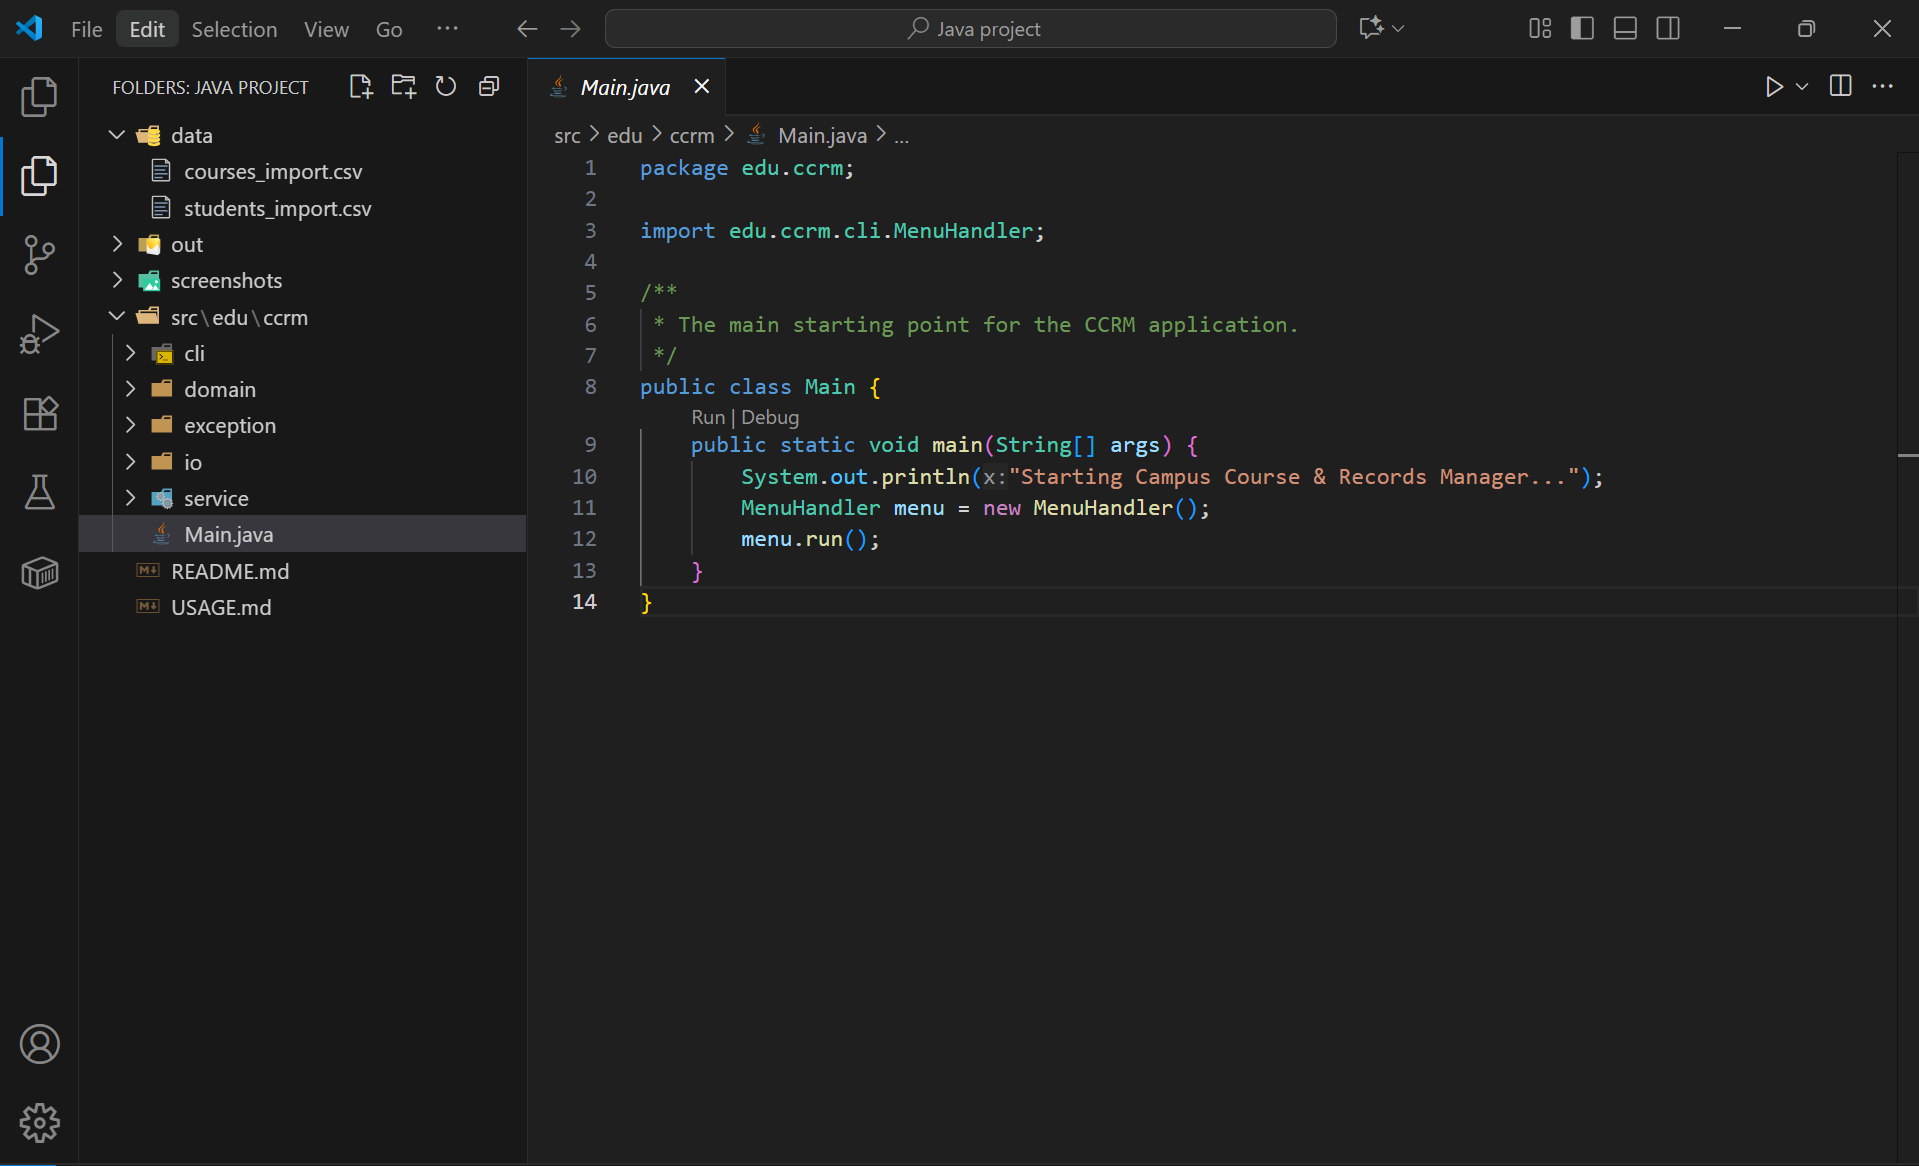 File Edit Selection View Go ... Java project
FOLDERS: JAVA PROJECT
data
courses_import.csv
students_import.csv
out
screenshots
src\edu\ccrm
cli
domain
exception
io
service
Main.java
README.md
USAGE.md
Main.java
src > edu > ccrm > Main.java > ...
1 package edu.ccrm;
2
3 import edu.ccrm.cli.MenuHandler;
4
5 /**
6 * The main starting point for the CCRM application.
7 */
8 public class Main {
Run | Debug
9 public static void main(String[] args) {
10 System.out.println(x:"Starting Campus Course & Records Manager...");
11 MenuHandler menu = new MenuHandler();
12 menu.run();
13 }
14 }